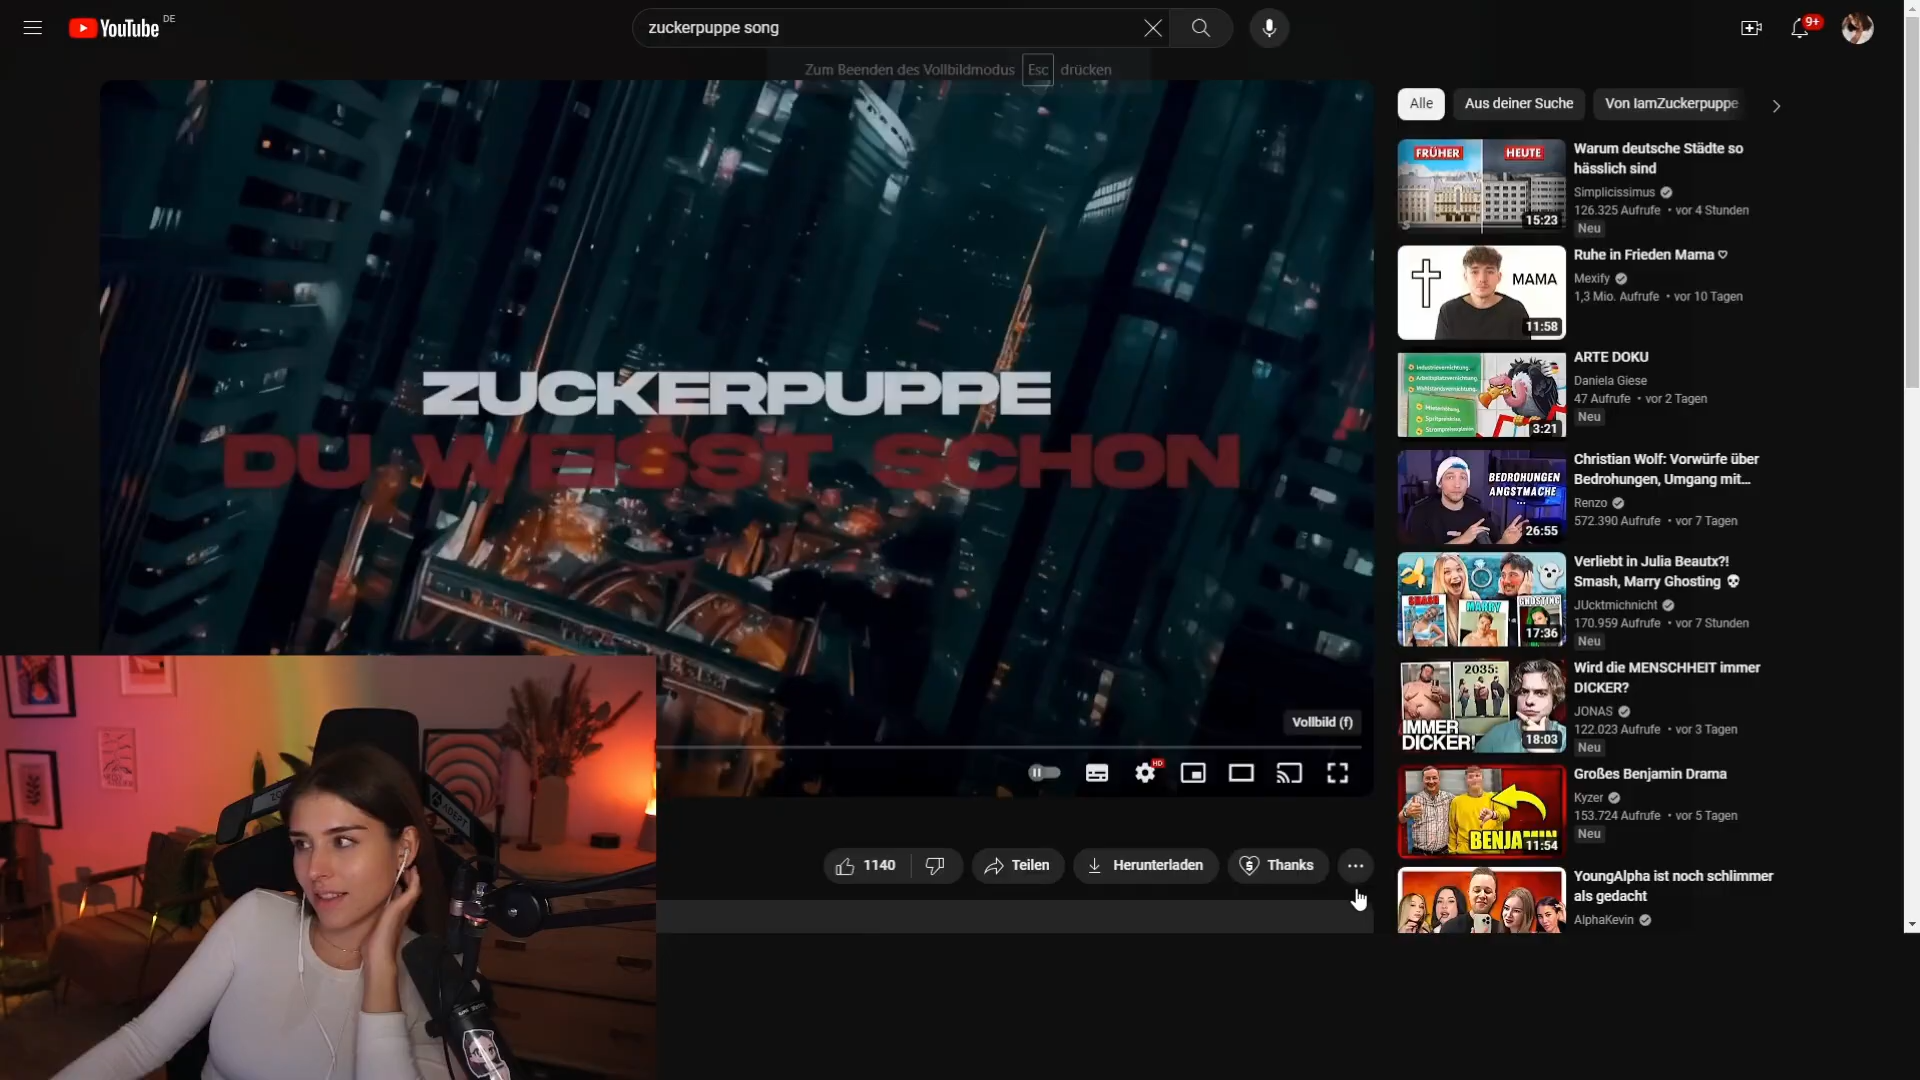 YouTube DE
zuckerpuppe song
9+
Zum Beenden des Vollbildmodus Esc drücken
ZUCKERPUPPE
DU WEISST SCHON
Vollbild (f)
HD
1140
Teilen
Herunterladen
Thanks
Alle
Aus deiner Suche
Von IamZuckerpuppe
FRÜHER
HEUTE
15:23
Warum deutsche Städte so
hässlich sind
Simplicissimus
126.325 Aufrufe • vor 4 Stunden
Neu
MAMA
11:58
Ruhe in Frieden Mama ♡
Mexify
1,3 Mio. Aufrufe • vor 10 Tagen
3:21
ARTE DOKU
Daniela Giese
47 Aufrufe • vor 2 Tagen
Neu
BEDROHUNGEN
ANGSTMACHE
...
26:55
Christian Wolf: Vorwürfe über
Bedrohungen, Umgang mit...
Renzo
572.390 Aufrufe • vor 7 Tagen
SMASH
MARRY
GHOSTING
17:36
Verliebt in Julia Beautx?!
Smash, Marry Ghosting 💀
JUcktmichnicht
170.959 Aufrufe • vor 7 Stunden
Neu
2035:
IMMER
DICKER!
18:03
Wird die MENSCHHEIT immer
DICKER?
JONAS
122.023 Aufrufe • vor 3 Tagen
Neu
BENJAMIN
11:54
Großes Benjamin Drama
Kyzer
153.724 Aufrufe • vor 5 Tagen
Neu
YoungAlpha ist noch schlimmer
als gedacht
AlphaKevin